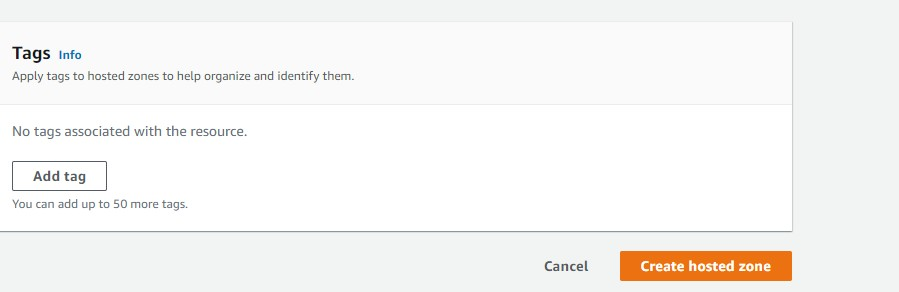 Tags Info
Apply tags to hosted zones to help organize and identify them.
No tags associated with the resource.
Add tag
You can add up to 50 more tags.
Cancel Create hosted zone